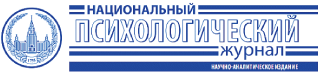 НАЦИОНАЛЬНЫЙ
ПСИХОЛОГИЧЕСКИЙ
журнал
НАУЧНО-АНАЛИТИЧЕСКОЕ ИЗДАНИЕ